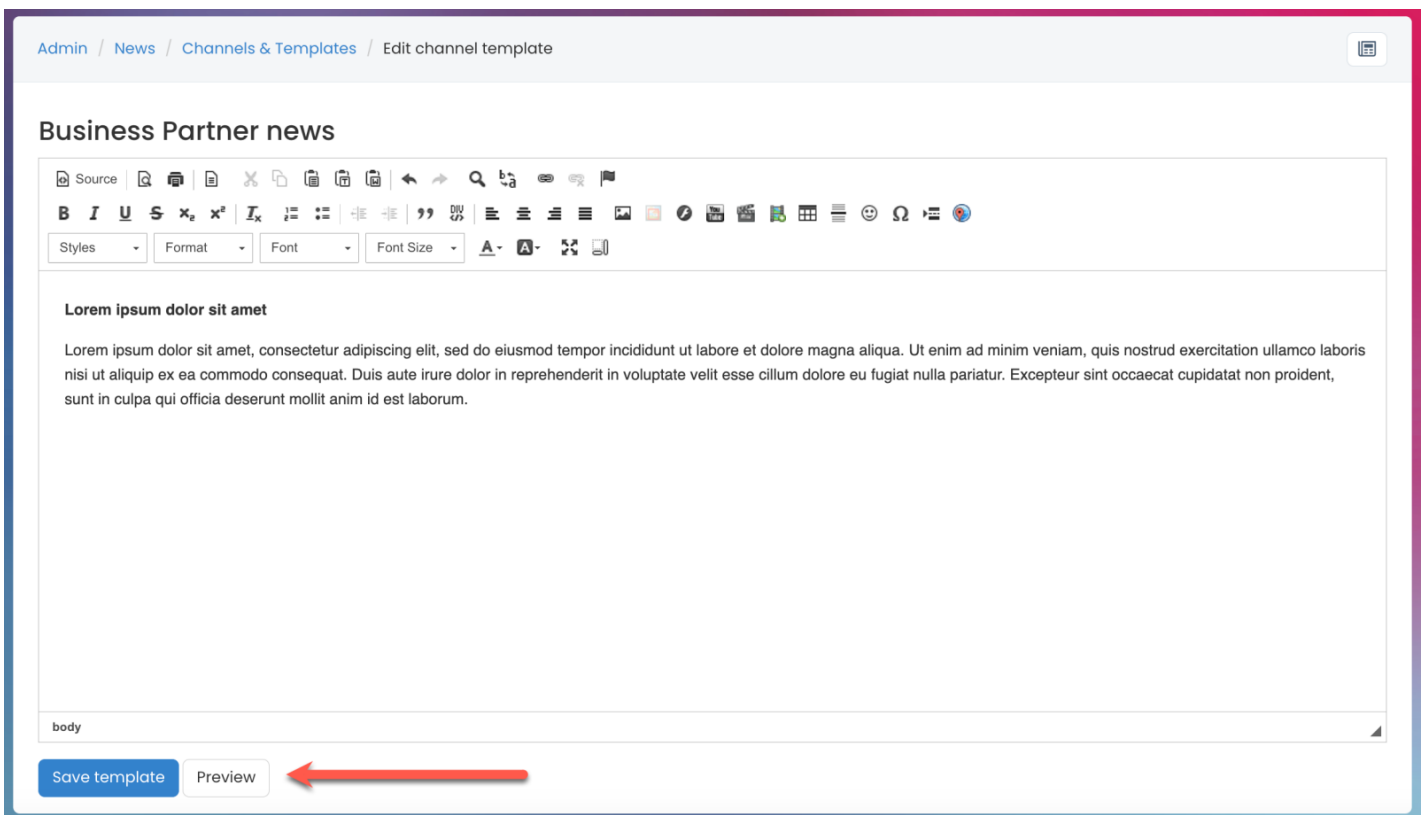 Admin / News / Channels & Templates / Edit channel template
Business Partner news
Source
B I U S x₂ x² Tx
Styles Format Font Font Size A A
Lorem ipsum dolor sit amet
Lorem ipsum dolor sit amet, consectetur adipiscing elit, sed do eiusmod tempor incididunt ut labore et dolore magna aliqua. Ut enim ad minim veniam, quis nostrud exercitation ullamco laboris
nisi ut aliquip ex ea commodo consequat. Duis aute irure dolor in reprehenderit in voluptate velit esse cillum dolore eu fugiat nulla pariatur. Excepteur sint occaecat cupidatat non proident,
sunt in culpa qui officia deserunt mollit anim id est laborum.
body
Save template Preview